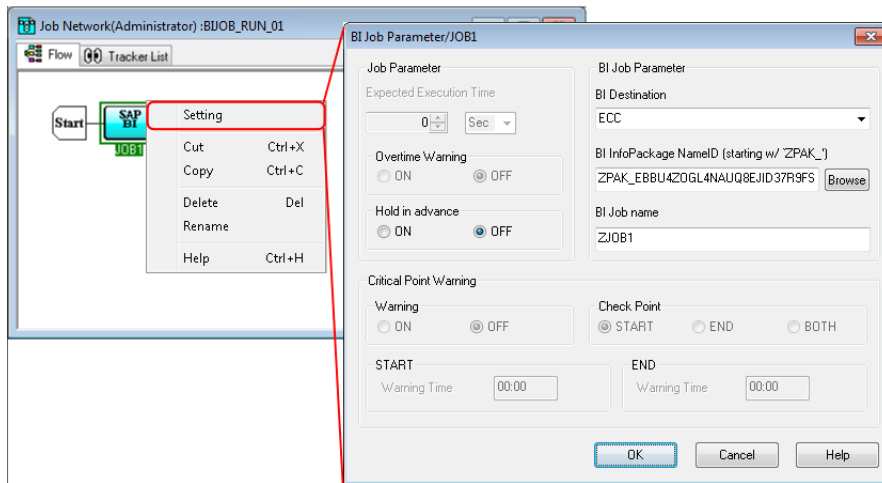 Job Network(Administrator) :BIJOB_RUN_01
Flow Tracker List
Start
SAP BI
JOB1
Setting
Cut Ctrl+X
Copy Ctrl+C
Delete Del
Rename
Help Ctrl+H
BI Job Parameter/JOB1
Job Parameter
Expected Execution Time
0 Sec
Overtime Warning
ON OFF
Hold in advance
ON OFF
BI Job Parameter
BI Destination
ECC
BI InfoPackage NameID (starting w/ 'ZPAK_')
ZPAK_EBBU4ZOGL4NAUQ8EJID37R9FS Browse
BI Job name
ZJOB1
Critical Point Warning
Warning
ON OFF
Check Point
START END BOTH
START
Warning Time 00:00
END
Warning Time 00:00
OK Cancel Help